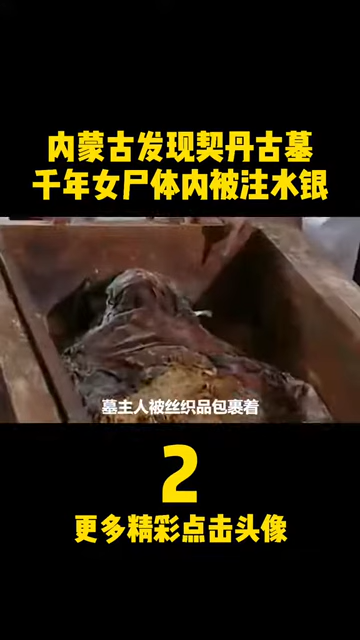 内蒙古发现契丹古墓
千年女尸体内被注水银
墓主人被丝织品包裹着
2
更多精彩点击头像